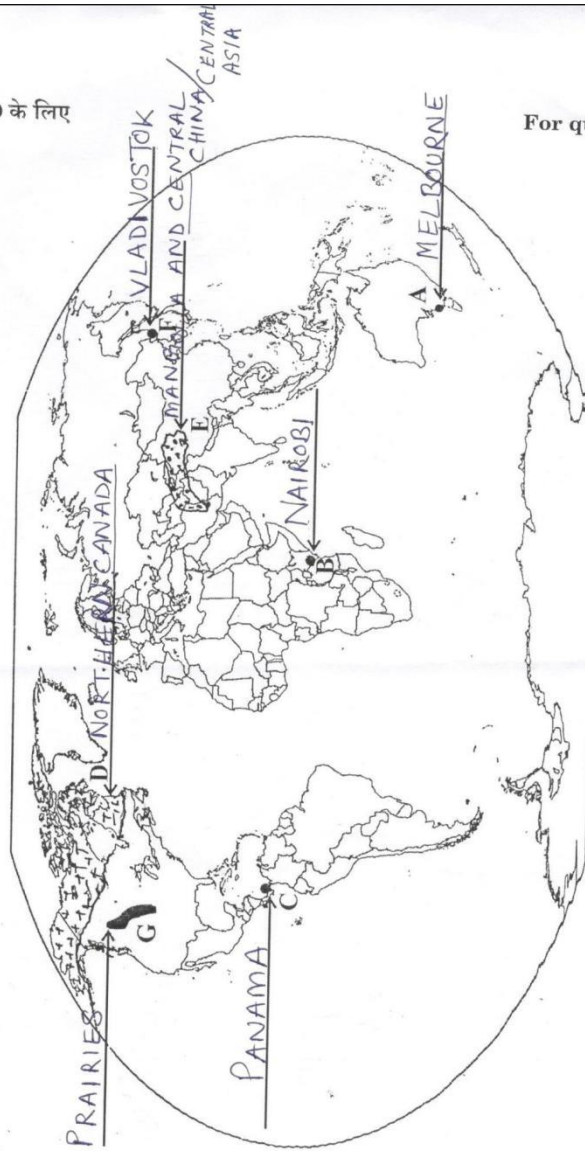 के लिए
For qu
VLADIVOSTOK
MANGOLIA AND CENTRAL
CHINA/CENTRAL
ASIA
MELBOURNE
NORTHERN CANADA
NAIROBI
PRAIRIES
PANAMA
A
B
C
D
E
F
G